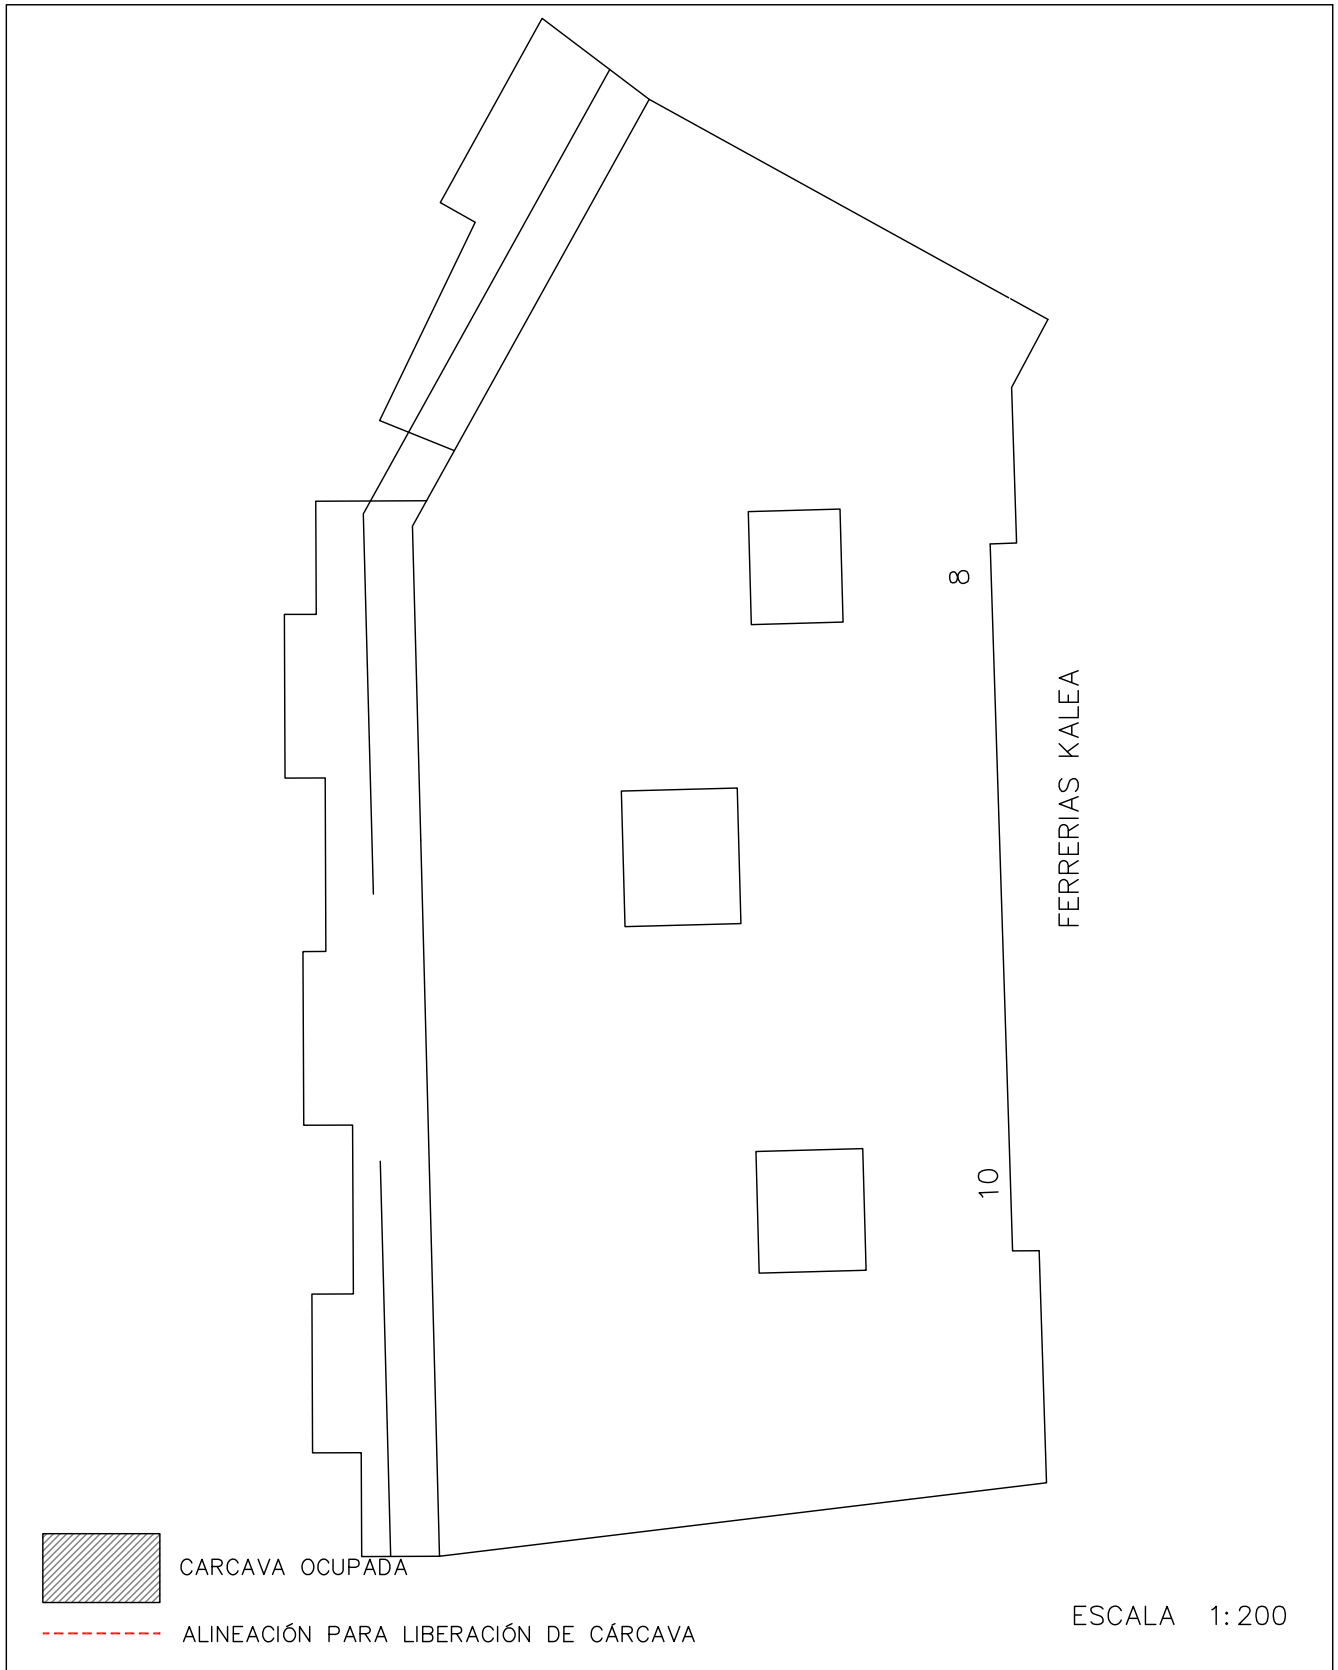 8
FERRERIAS KALEA
10
CARCAVA OCUPADA
ALINEACIÓN PARA LIBERACIÓN DE CÁRCAVA
ESCALA 1:200